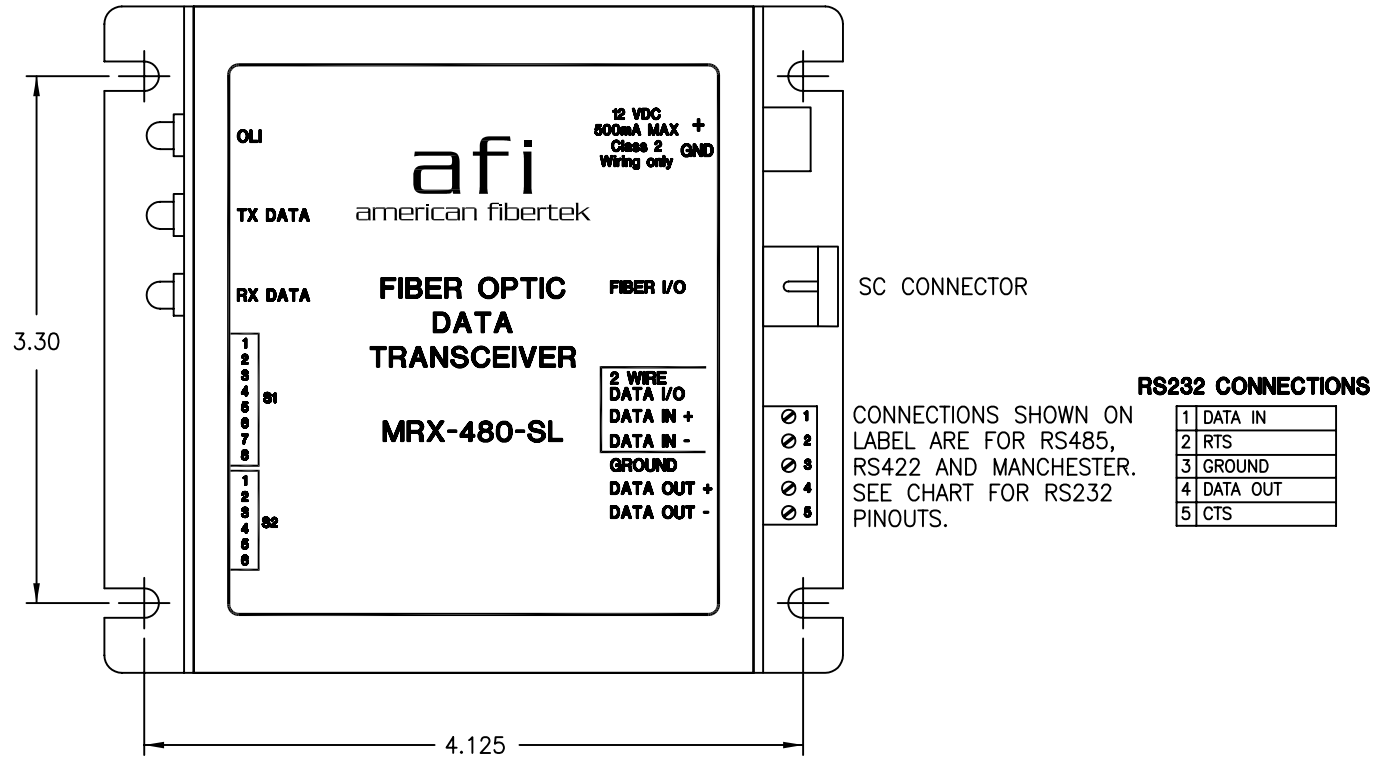 OLI
TX DATA
RX DATA
1
2
3
4
5
6
7
8
S1
1
2
3
4
5
6
S2
afi
american fibertek
FIBER OPTIC
DATA
TRANSCEIVER
MRX-480-SL
12 VDC
500mA MAX +
Class 2 GND
Wiring only
FIBER I/O
2 WIRE
DATA I/O
DATA IN +
DATA IN -
GROUND
DATA OUT +
DATA OUT -
1
2
3
4
5
SC CONNECTOR
CONNECTIONS SHOWN ON
LABEL ARE FOR RS485,
RS422 AND MANCHESTER.
SEE CHART FOR RS232
PINOUTS.
RS232 CONNECTIONS
1 DATA IN
2 RTS
3 GROUND
4 DATA OUT
5 CTS
3.30
4.125